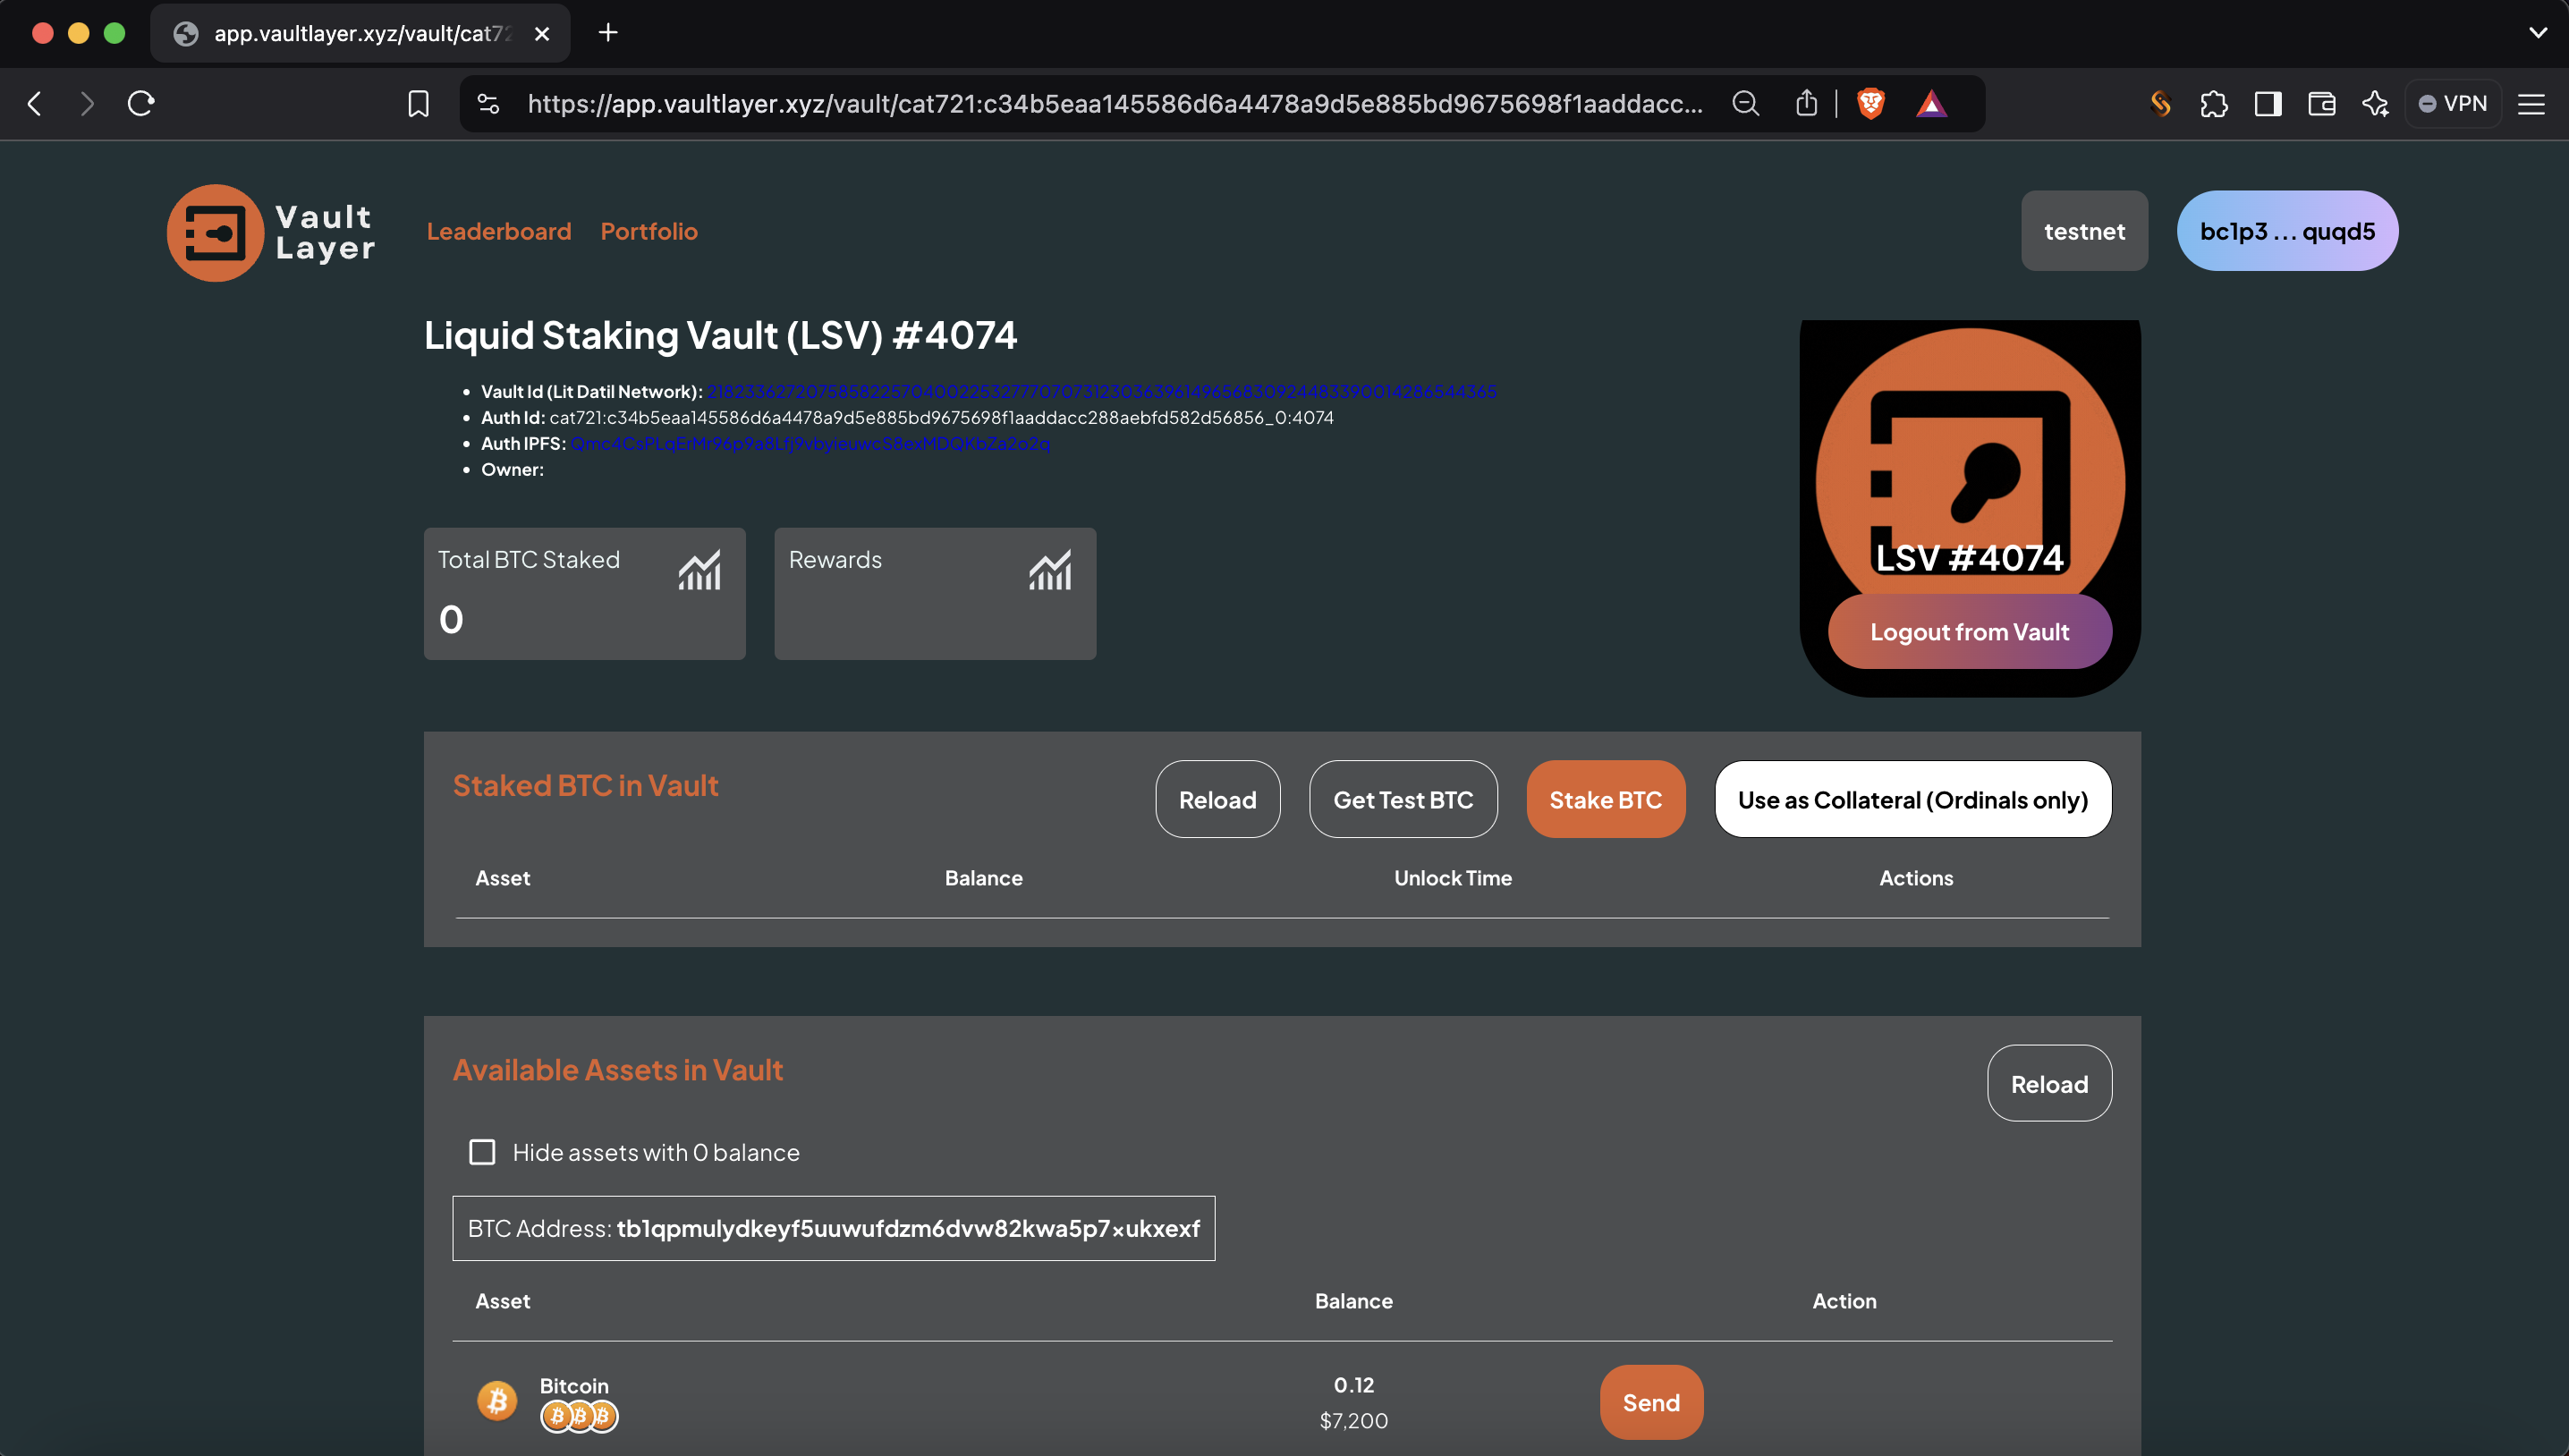 app.vaultlayer.xyz/vault/cat72
https://app.vaultlayer.xyz/vault/cat721:c34b5eaa145586d6a4478a9d5e885bd9675698f1aaddacc...
VPN
Vault
Layer
Leaderboard Portfolio
testnet
bc1p3 ... quqd5
Liquid Staking Vault (LSV) #4074
Vault Id (Lit Datil Network): 2182336272075858225704002253277707073123036396149656830924483390014286544365
Auth Id: cat721:c34b5eaa145586d6a4478a9d5e885bd9675698f1aaddacc288aebfd582d56856_0:4074
Auth IPFS: Qmc4CsPLqErMr96p9a8Lfj9vbyieuwcS8exMDQKbZa2o2q
Owner:
Total BTC Staked
0
Rewards
LSV #4074
Logout from Vault
Staked BTC in Vault
Reload
Get Test BTC
Stake BTC
Use as Collateral (Ordinals only)
Asset Balance Unlock Time Actions
Available Assets in Vault
Reload
Hide assets with 0 balance
BTC Address: tb1qpmulydkeyf5uuwufdzm6dvw82kwa5p7xukxexf
Asset Balance Action
Bitcoin
0.12
$7,200
Send